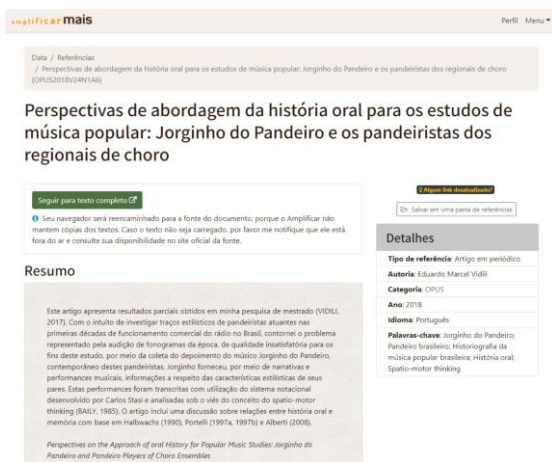 amplificar mais
Perfil Menu
Data / Referências
/ Perspectivas de abordagem da história oral para os estudos de música popular: Jorginho do Pandeiro e os pandeiristas dos regionais de choro
(OPUS2018V24N1A6)
Perspectivas de abordagem da história oral para os estudos de
música popular: Jorginho do Pandeiro e os pandeiristas dos
regionais de choro
Seguir para texto completo
Seu navegador será reencaminhado para a fonte do documento, porque o Amplificar não
mantem cópias dos textos. Caso o texto não seja carregado, por favor me notifique que ele está
fora do ar e consulte sua disponibilidade no site oficial da fonte.
Resumo
Este artigo apresenta resultados parciais obtidos em minha pesquisa de mestrado (VIDILI,
2017). Com o intuito de investigar traços estilísticos de pandeiristas atuantes nas
primeiras décadas de funcionamento comercial do rádio no Brasil, contornei o problema
representado pela audição de fonogramas da época, de qualidade insatisfatória para os
fins deste estudo, por meio da coleta do depoimento do músico Jorginho do Pandeiro,
contemporâneo destes pandeiristas. Jorginho forneceu, por meio de narrativas e
performances musicais, informações a respeito das características estilísticas de seus
pares. Estas performances foram transcritas com utilização do sistema notacional
desenvolvido por Carlos Stasi e analisadas sob o viés do conceito do spatio-motor
thinking (BAILY, 1985). O artigo inclui uma discussão sobre relações entre história oral e
memória com base em Halbwachs (1990), Portelli (1997a, 1997b) e Alberti (2008).
Perspectives on the Approach of oral History for Popular Music Studies: Jorginho do
Pandeiro and Pandeiro Players of Choro Ensembles
Algum link desatualizado?
Salvar em uma pasta de referências
Detalhes
Tipo de referência: Artigo em periódico
Autoria: Eduardo Marcel Vidili
Categoria: OPUS
Ano: 2018
Idioma: Português
Palavras-chave: Jorginho do Pandeiro;
Pandeiro brasileiro; Historiografia da
música popular brasileira; História oral;
Spatio-motor thinking